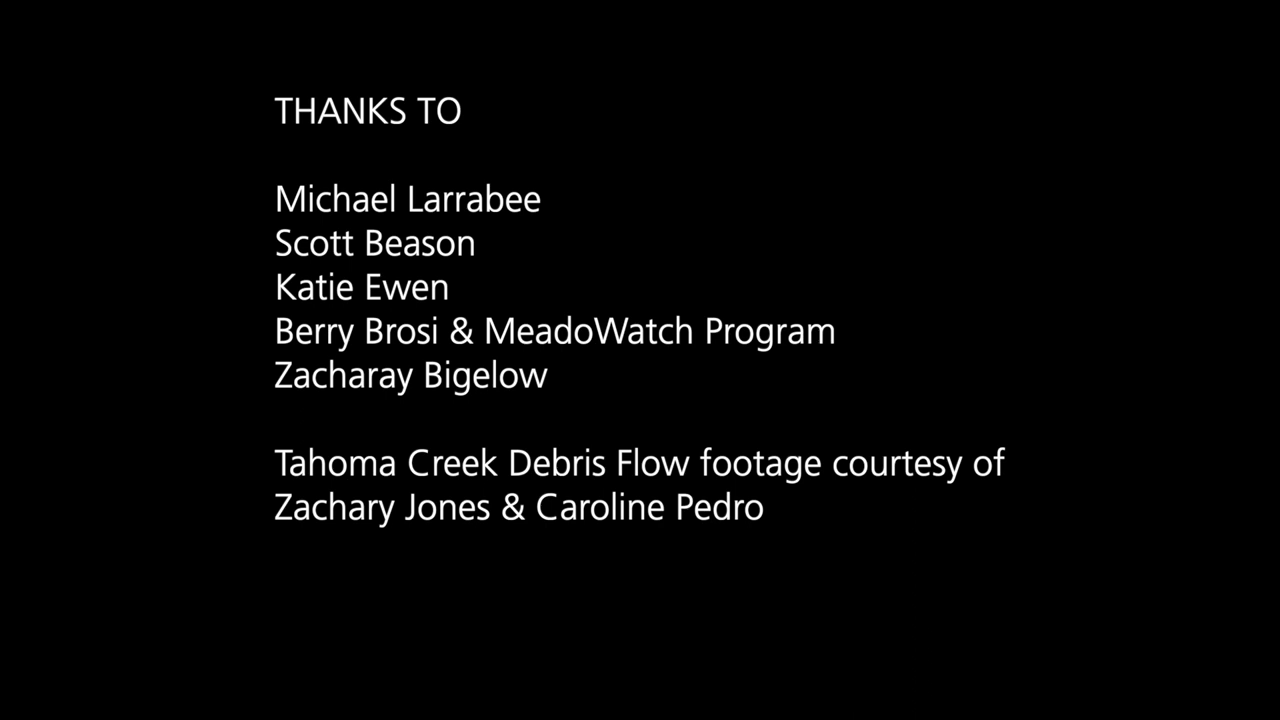 THANKS TO
Michael Larrabee
Scott Beason
Katie Ewen
Berry Brosi & MeadoWatch Program
Zacharay Bigelow
Tahoma Creek Debris Flow footage courtesy of
Zachary Jones & Caroline Pedro